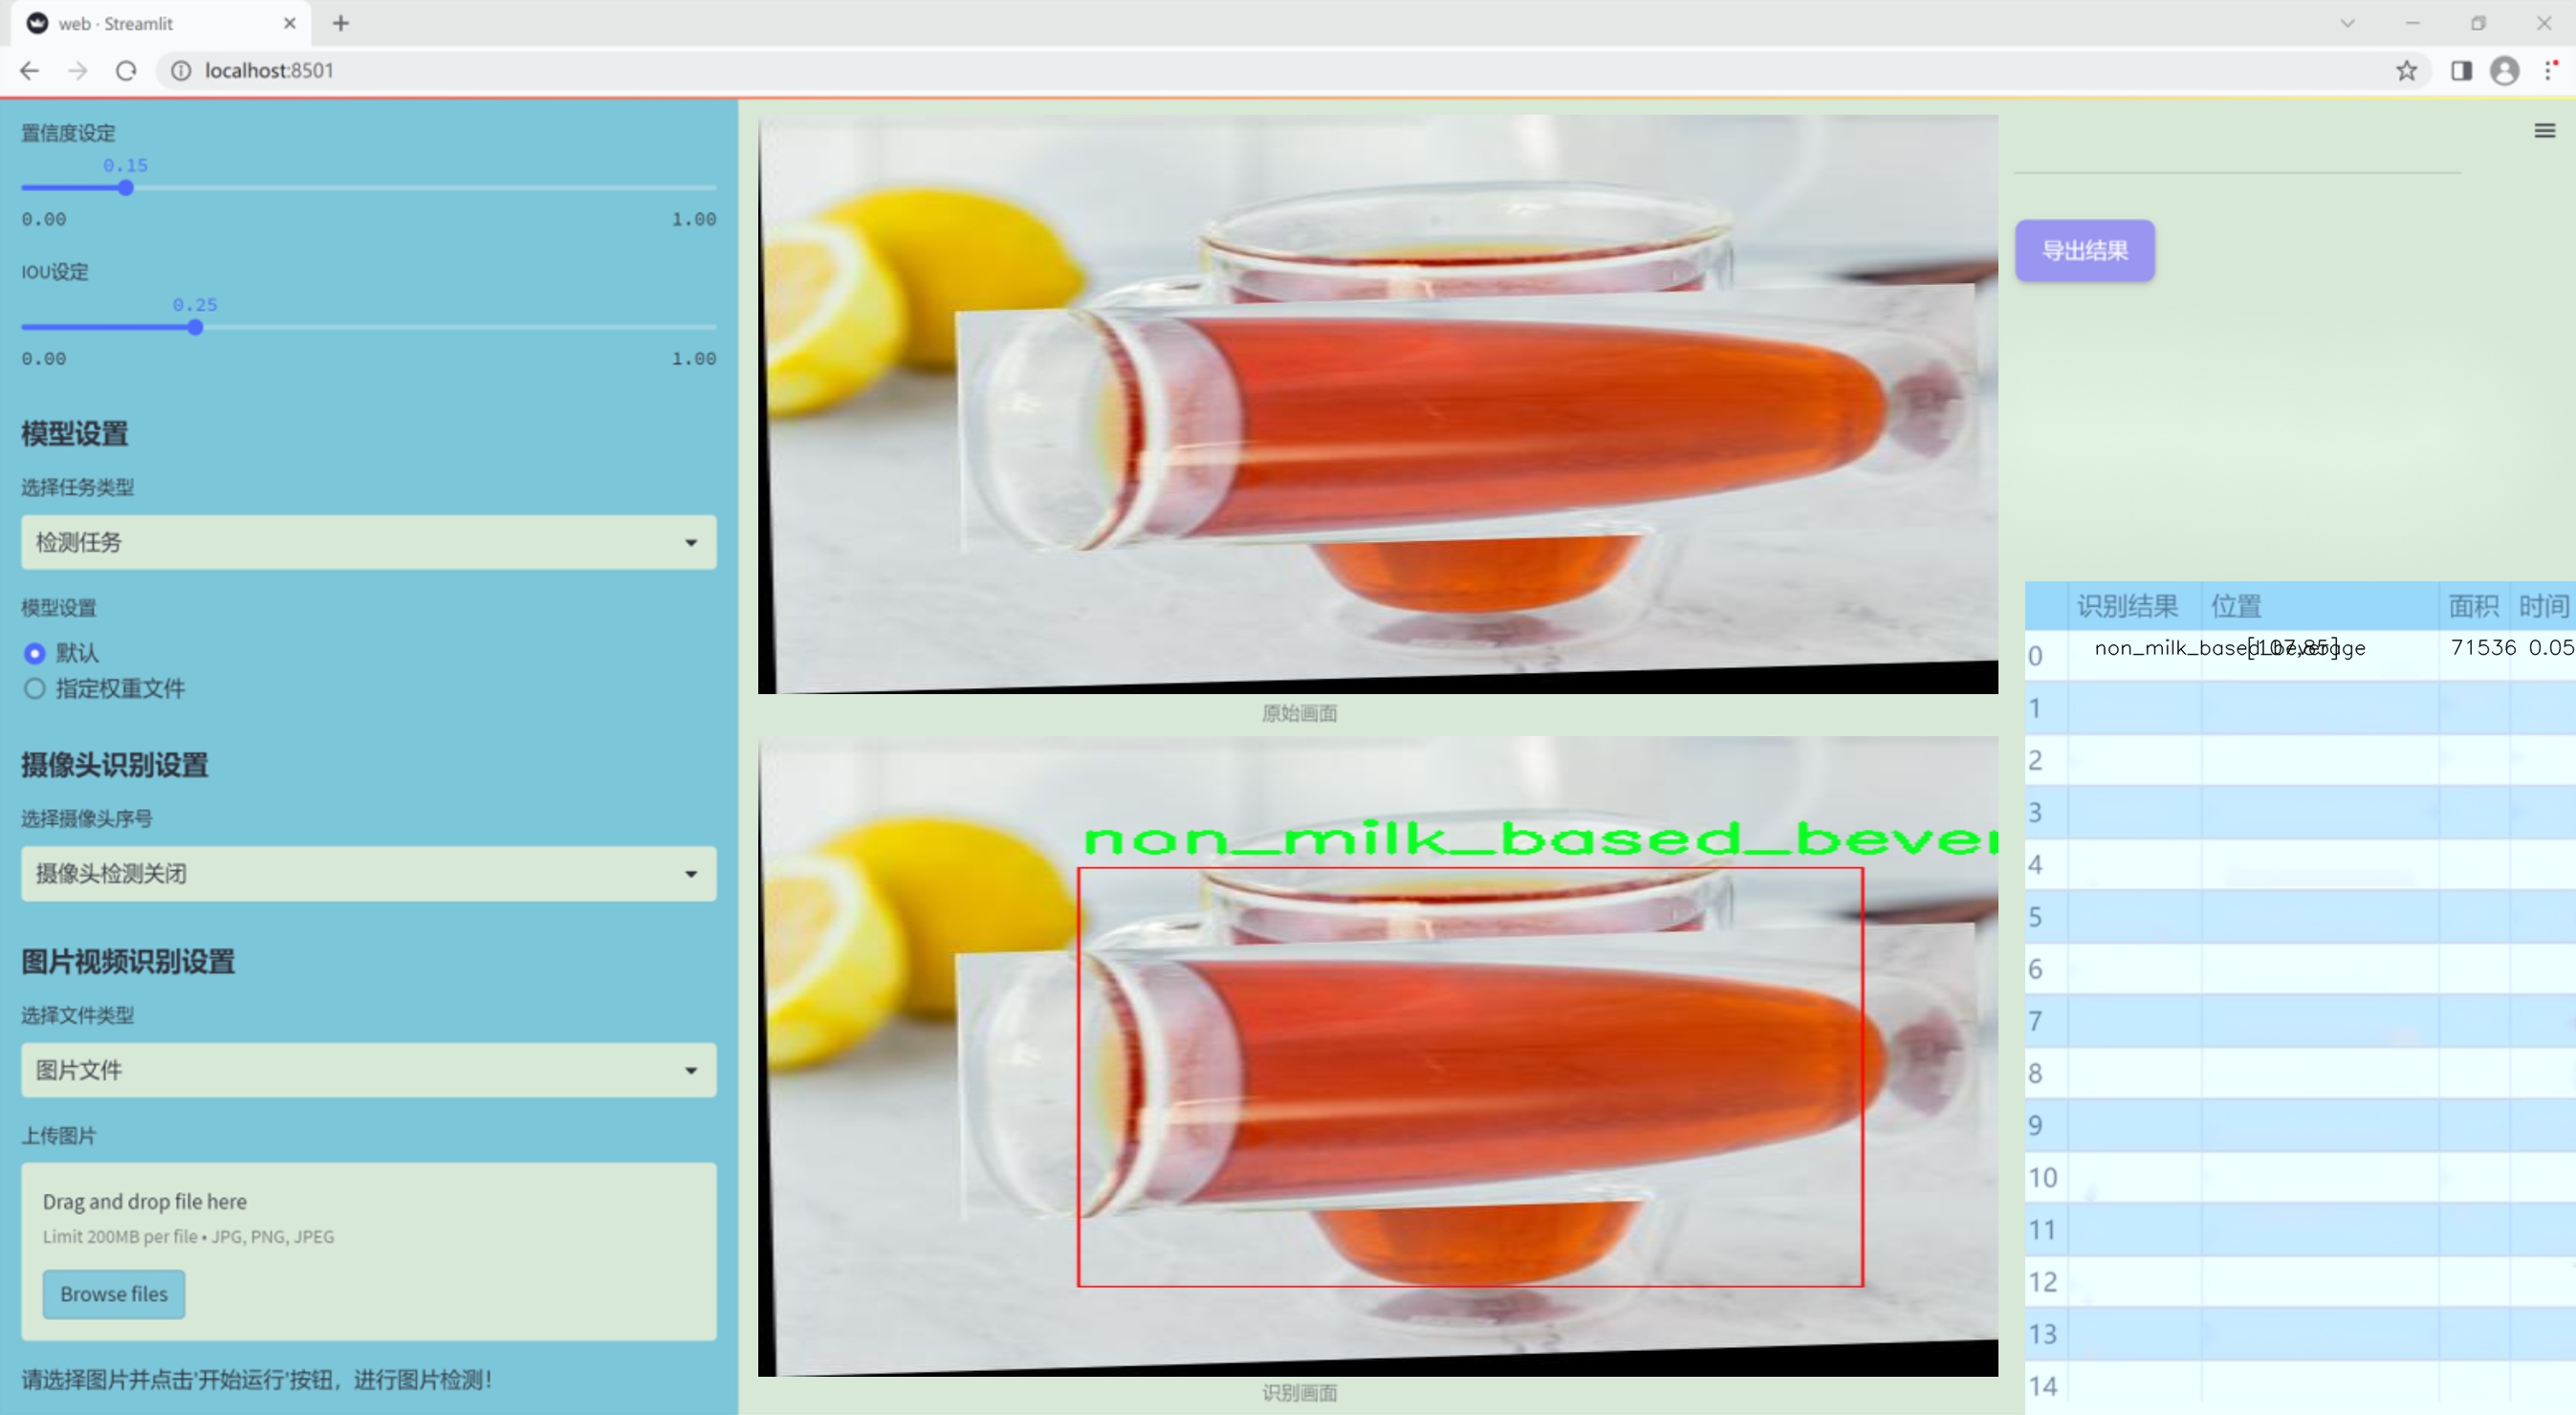 web · Streamlit
localhost:8501
置信度设定
0.15
0.00 1.00
IOU设定
0.25
0.00 1.00
模型设置
选择任务类型
检测任务
模型设置
默认
指定权重文件
摄像头识别设置
选择摄像头序号
摄像头检测关闭
图片视频识别设置
选择文件类型
图片文件
上传图片
Drag and drop file here
Limit 200MB per file • JPG, PNG, JPEG
Browse files
请选择图片并点击'开始运行'按钮，进行图片检测！
原始画面
non_milk_based_bever
识别画面
导出结果
识别结果 位置 面积 时间
0 non_milk_based_beverage [107,85] 71536 0.05
1
2
3
4
5
6
7
8
9
10
11
12
13
14